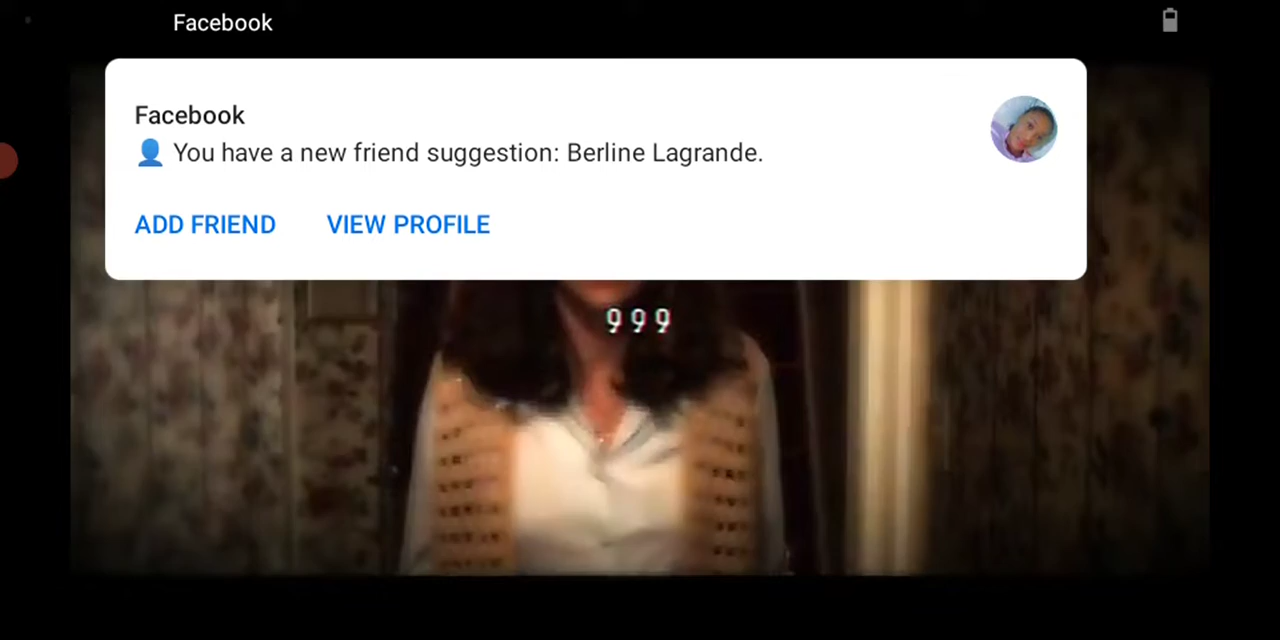 Facebook
Facebook
You have a new friend suggestion: Berline Lagrande.
ADD FRIEND VIEW PROFILE
999